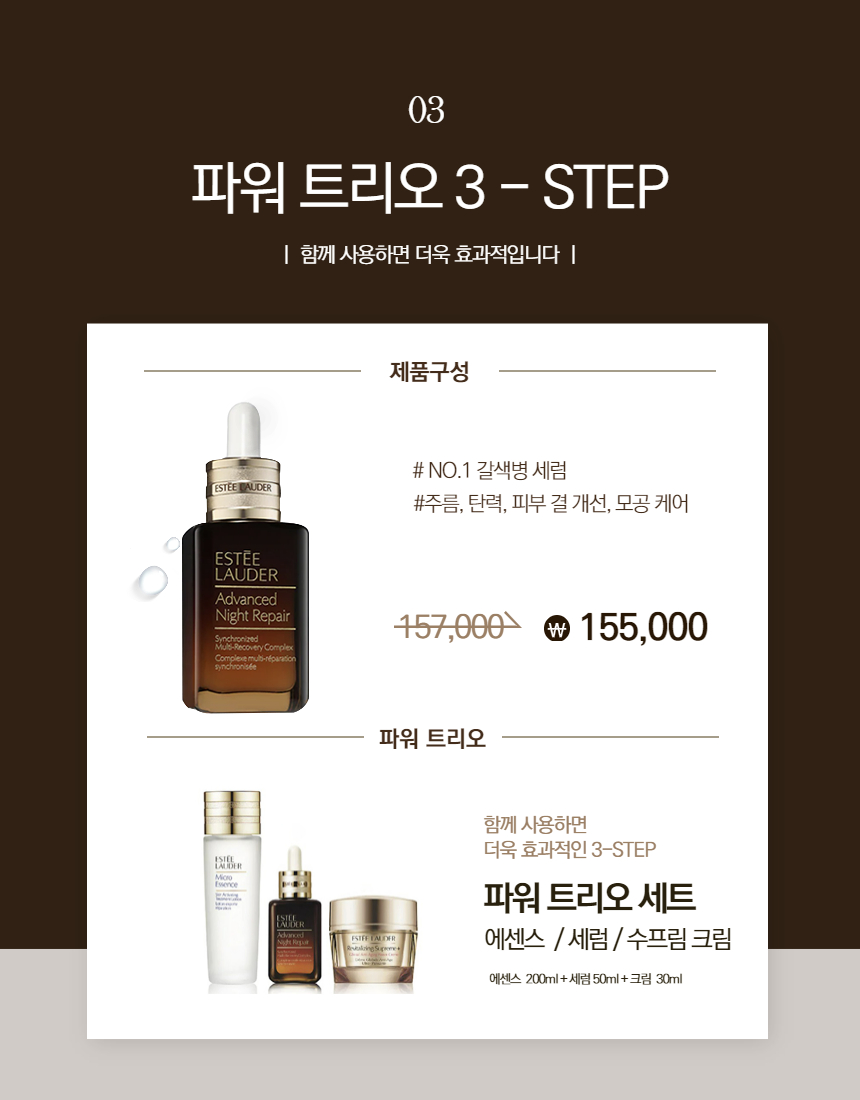 03
파워 트리오 3 - STEP
| 함께 사용하면 더욱 효과적입니다 |
제품구성
ESTĒE LAUDER
# NO.1 갈색병 세럼
#주름, 탄력, 피부 결 개선, 모공 케어
ESTĒE
LAUDER
Advanced
Night Repair
Synchronized
Multi-Recovery Complex
Complexe multi-réparation
synchronisée
157,000
₩ 155,000
파워 트리오
함께 사용하면
더욱 효과적인 3-STEP
파워 트리오 세트
에센스 / 세럼 / 수프림 크림
에센스 200ml + 세럼 50ml + 크림 30ml
ESTĒE
LAUDER
Micro
Essence
ESTĒE
LAUDER
Advanced
Night Repair
ESTĒE LAUDER
Revitalizing Supreme+